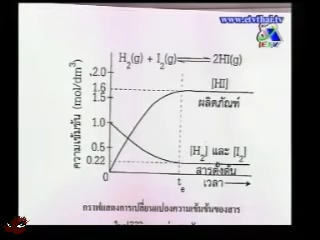 www.etvthai.tv
ETV
H₂(g) + I₂(g) ⇌ 2HI(g)
ความเข้มข้น (mol/dm³)
2.0
1.6
1.5
1.0
0.5
0.22
0
[HI]
ผลิตภัณฑ์
[H₂] และ [I₂]
สารตั้งต้น
tₑ
เวลา
กราฟแสดงการเปลี่ยนแปลงความเข้มข้นของสาร